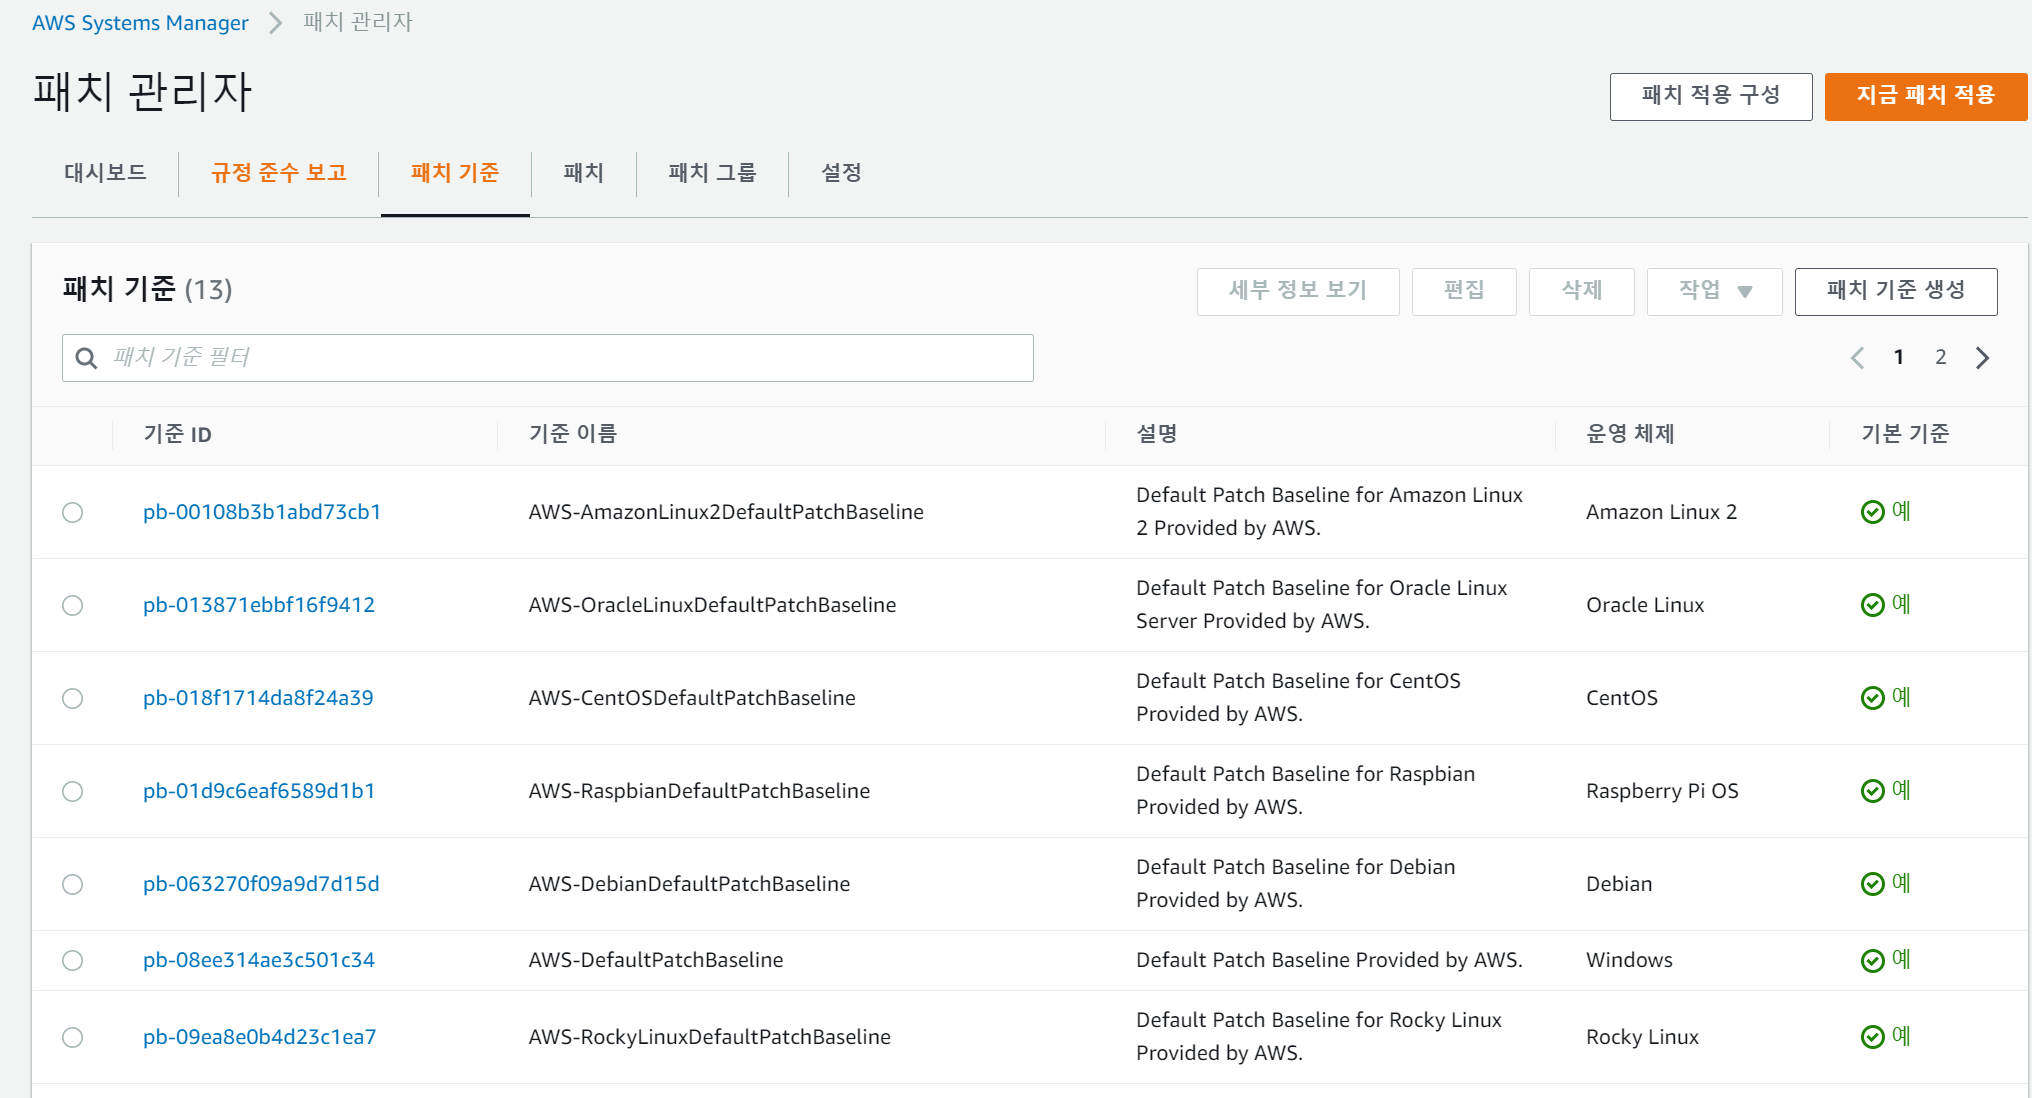 AWS Systems Manager > 패치 관리자
패치 관리자
패치 적용 구성
지금 패치 적용
대시보드
규정 준수 보고
패치 기준
패치
패치 그룹
설정
패치 기준 (13)
세부 정보 보기
편집
삭제
작업
패치 기준 생성
패치 기준 필터
1 2
기준 ID 기준 이름 설명 운영 체제 기본 기준
pb-00108b3b1abd73cb1 AWS-AmazonLinux2DefaultPatchBaseline Default Patch Baseline for Amazon Linux
2 Provided by AWS. Amazon Linux 2 예
pb-013871ebbf16f9412 AWS-OracleLinuxDefaultPatchBaseline Default Patch Baseline for Oracle Linux
Server Provided by AWS. Oracle Linux 예
pb-018f1714da8f24a39 AWS-CentOSDefaultPatchBaseline Default Patch Baseline for CentOS
Provided by AWS. CentOS 예
pb-01d9c6eaf6589d1b1 AWS-RaspbianDefaultPatchBaseline Default Patch Baseline for Raspbian
Provided by AWS. Raspberry Pi OS 예
pb-063270f09a9d7d15d AWS-DebianDefaultPatchBaseline Default Patch Baseline for Debian
Provided by AWS. Debian 예
pb-08ee314ae3c501c34 AWS-DefaultPatchBaseline Default Patch Baseline Provided by AWS. Windows 예
pb-09ea8e0b4d23c1ea7 AWS-RockyLinuxDefaultPatchBaseline Default Patch Baseline for Rocky Linux
Provided by AWS. Rocky Linux 예